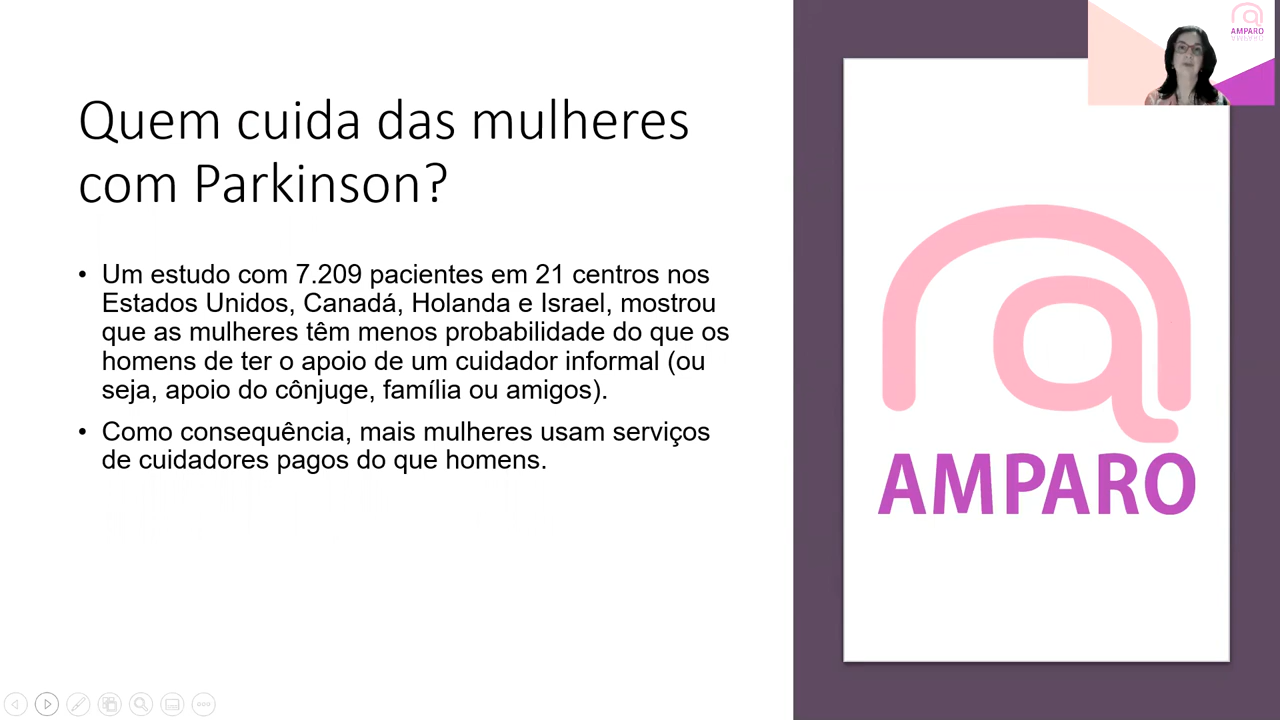 Quem cuida das mulheres
com Parkinson?
• Um estudo com 7.209 pacientes em 21 centros nos
Estados Unidos, Canadá, Holanda e Israel, mostrou
que as mulheres têm menos probabilidade do que os
homens de ter o apoio de um cuidador informal (ou
seja, apoio do cônjuge, família ou amigos).
• Como consequência, mais mulheres usam serviços
de cuidadores pagos do que homens.
AMPARO
AMPARO